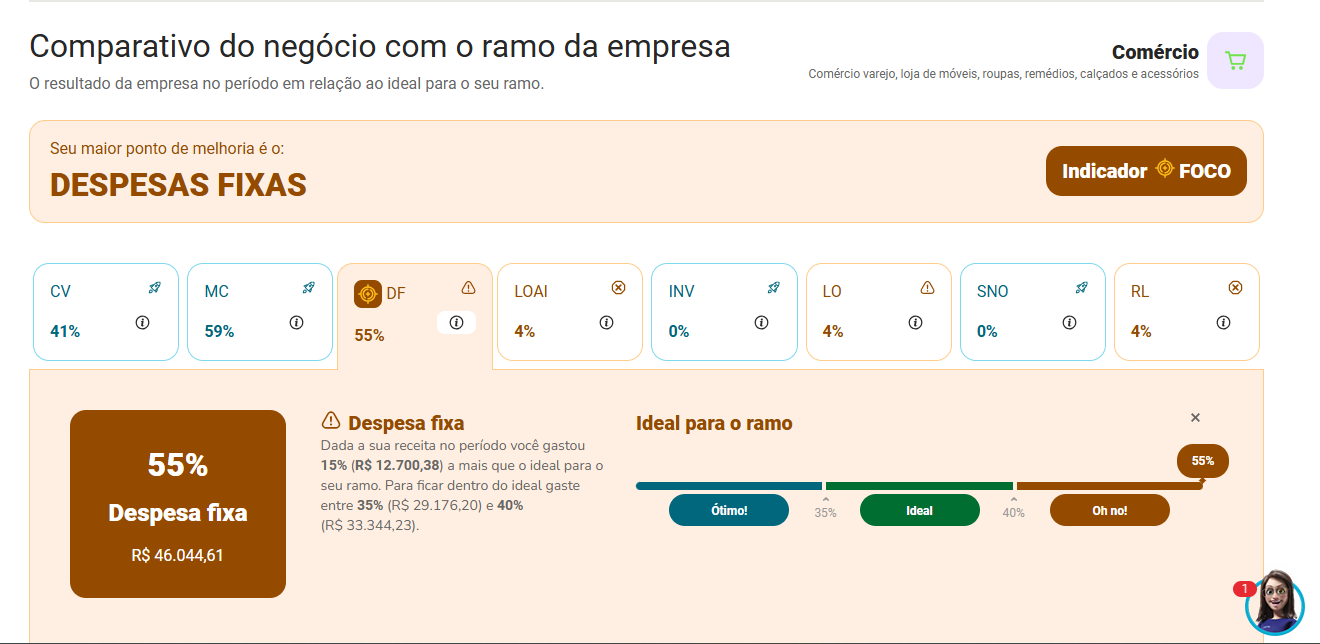 Comparativo do negócio com o ramo da empresa
O resultado da empresa no período em relação ao ideal para o seu ramo.
Comércio
Comércio varejo, loja de móveis, roupas, remédios, calçados e acessórios
Seu maior ponto de melhoria é o:
DESPESAS FIXAS
Indicador FOCO
CV
41%
MC
59%
DF
55%
LOAI
4%
INV
0%
LO
4%
SNO
0%
RL
4%
55%
Despesa fixa
R$ 46.044,61
Despesa fixa
Dada a sua receita no período você gastou
15% (R$ 12.700,38) a mais que o ideal para o
seu ramo. Para ficar dentro do ideal gaste
entre 35% (R$ 29.176,20) e 40%
(R$ 33.344,23).
Ideal para o ramo
55%
Ótimo!
35%
Ideal
40%
Oh no!
1